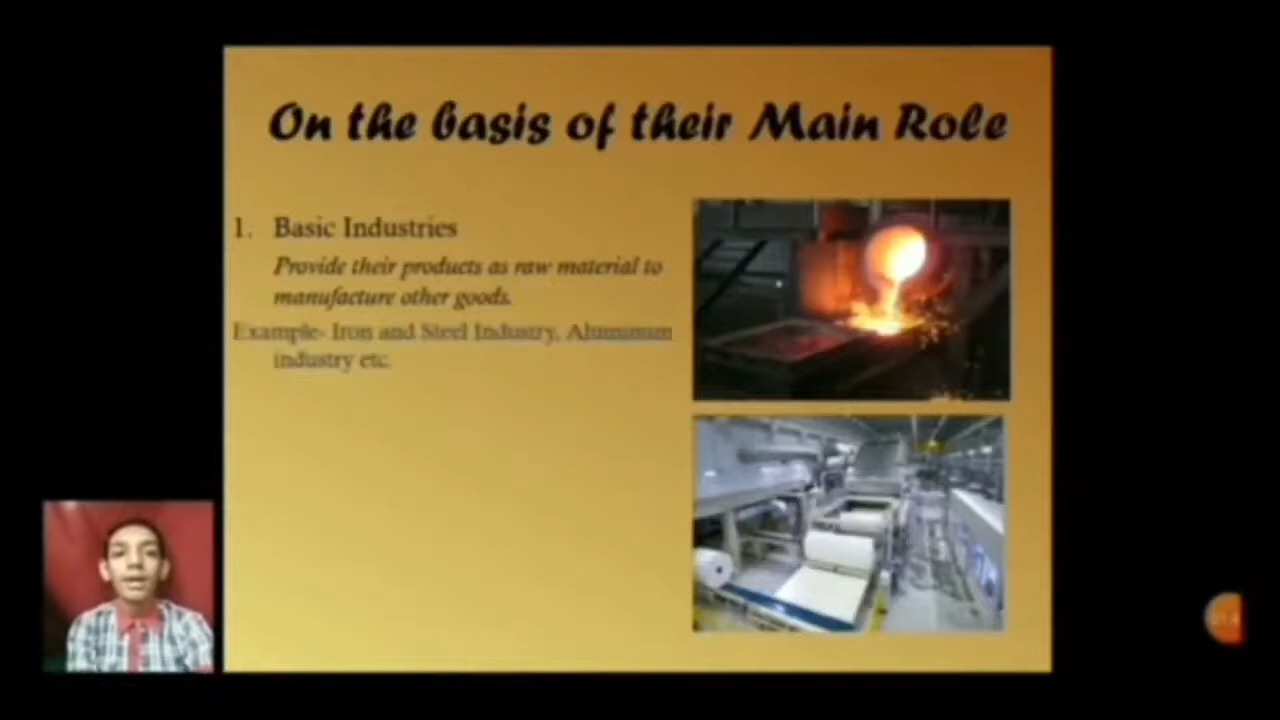 On the basis of their Main Role
1. Basic Industries
Provide their products as raw material to
manufacture other goods.
Example- Iron and Steel Industry, Aluminum
industry etc.